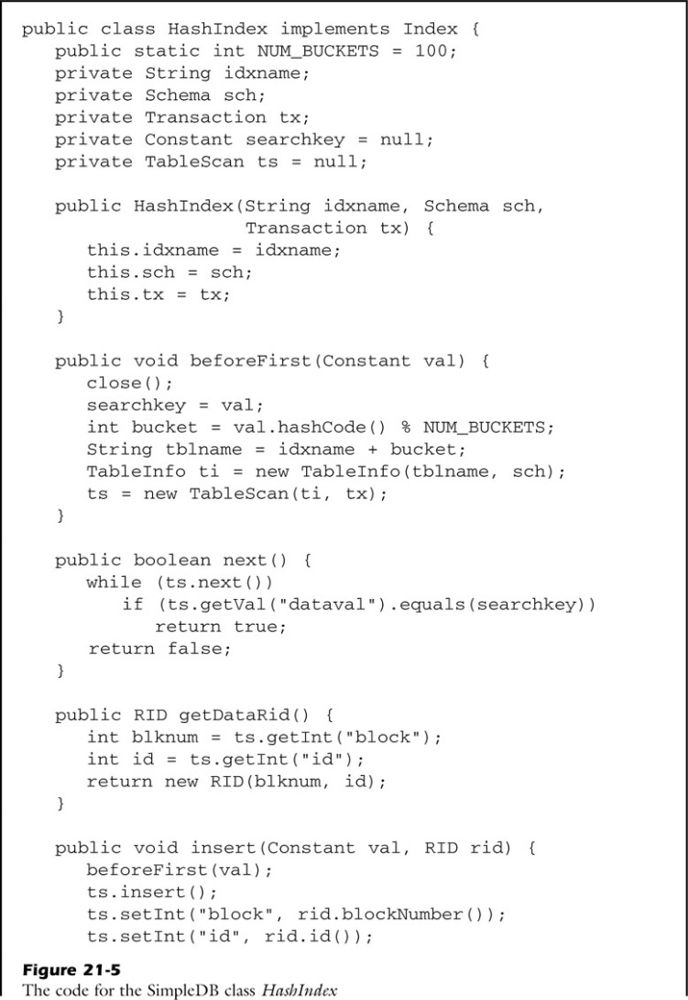 public class HashIndex implements Index {
public static int NUM_BUCKETS = 100;
private String idxname;
private Schema sch;
private Transaction tx;
private Constant searchkey = null;
private TableScan ts = null;
public HashIndex(String idxname, Schema sch,
Transaction tx) {
this.idxname = idxname;
this.sch = sch;
this.tx = tx;
}
public void beforeFirst(Constant val) {
close();
searchkey = val;
int bucket = val.hashCode() % NUM_BUCKETS;
String tblname = idxname + bucket;
TableInfo ti = new TableInfo(tblname, sch);
ts = new TableScan(ti, tx);
}
public boolean next() {
while (ts.next())
if (ts.getVal("dataval").equals(searchkey))
return true;
return false;
}
public RID getDataRid() {
int blknum = ts.getInt("block");
int id = ts.getInt("id");
return new RID(blknum, id);
}
public void insert(Constant val, RID rid) {
beforeFirst(val);
ts.insert();
ts.setInt("block", rid.blockNumber());
ts.setInt("id", rid.id());
Figure 21-5
The code for the SimpleDB class HashIndex